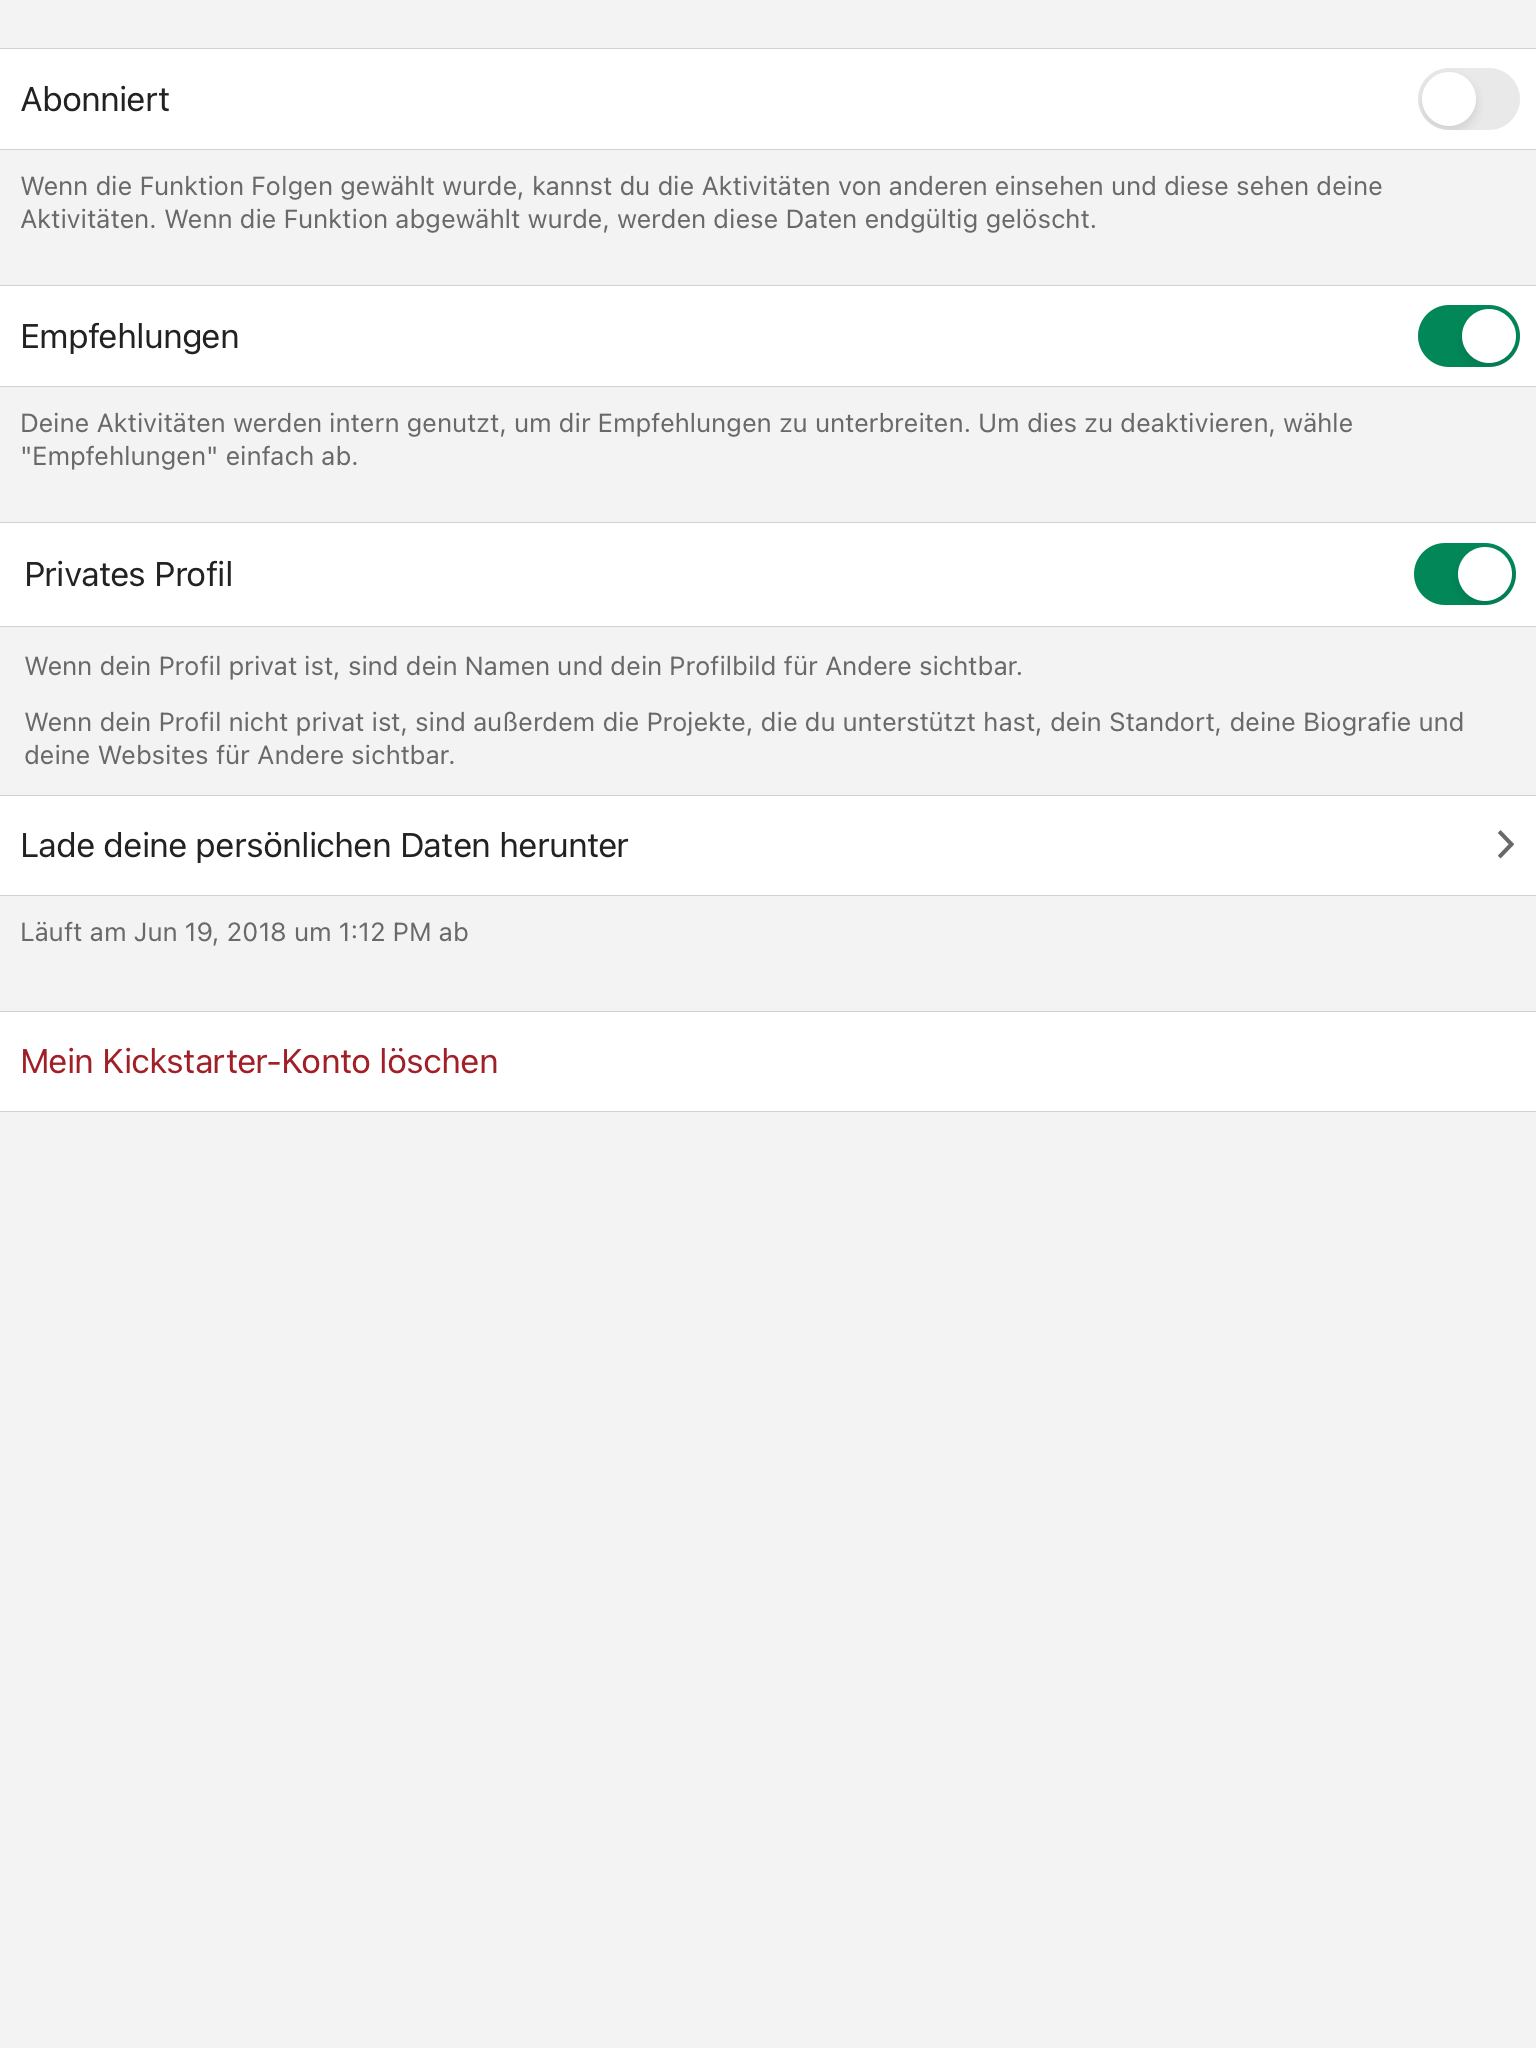 Abonniert
Wenn die Funktion Folgen gewählt wurde, kannst du die Aktivitäten von anderen einsehen und diese sehen deine
Aktivitäten. Wenn die Funktion abgewählt wurde, werden diese Daten endgültig gelöscht.
Empfehlungen
Deine Aktivitäten werden intern genutzt, um dir Empfehlungen zu unterbreiten. Um dies zu deaktivieren, wähle
"Empfehlungen" einfach ab.
Privates Profil
Wenn dein Profil privat ist, sind dein Namen und dein Profilbild für Andere sichtbar.
Wenn dein Profil nicht privat ist, sind außerdem die Projekte, die du unterstützt hast, dein Standort, deine Biografie und
deine Websites für Andere sichtbar.
Lade deine persönlichen Daten herunter
Läuft am Jun 19, 2018 um 1:12 PM ab
Mein Kickstarter-Konto löschen